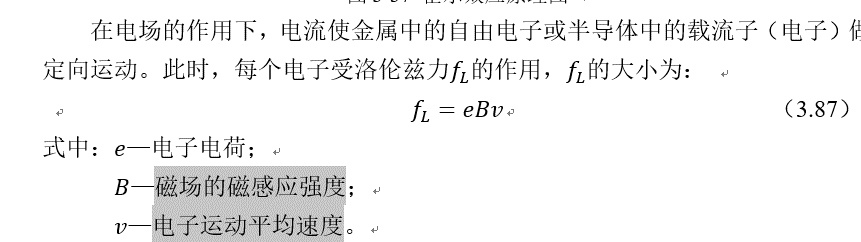 在电场的作用下，电流使金属中的自由电子或半导体中的载流子（电子）做
定向运动。此时，每个电子受洛伦兹力f_L的作用，f_L的大小为：
f_L = eBv （3.87）
式中：e—电子电荷；
B—磁场的磁感应强度；
v—电子运动平均速度。